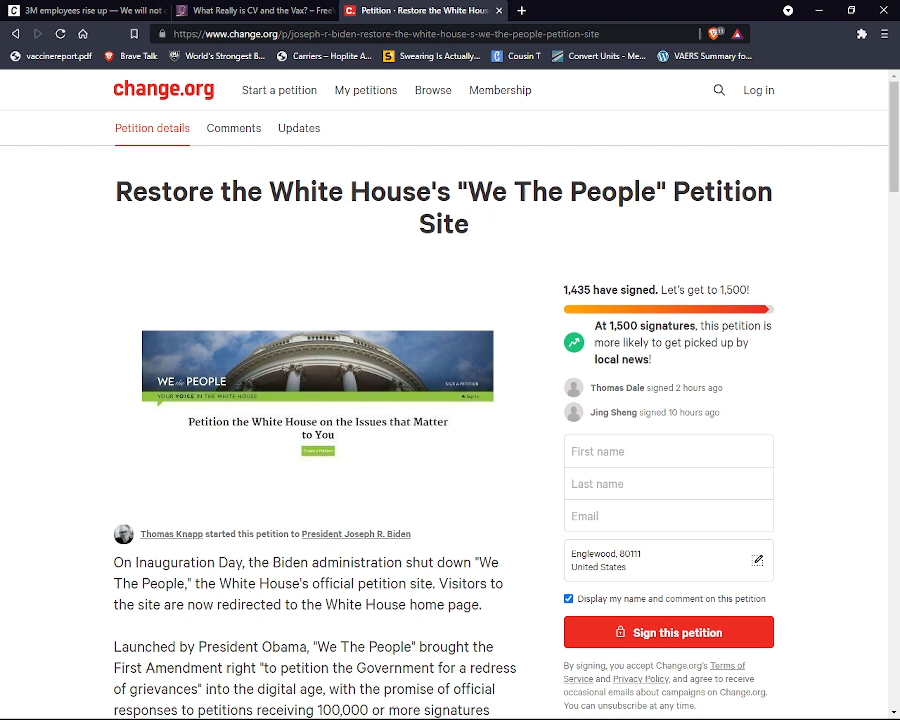 3M employees rise up — We will not
What Really is CV and the Vax? – Free
Petition · Restore the White Hous
https://www.change.org/p/joseph-r-biden-restore-the-white-house-s-we-the-people-petition-site
vaccinereport.pdf Brave Talk World's Strongest B... Carriers – Hoplite A... Swearing Is Actually... Cousin T Convert Units - Me... VAERS Summary fo...
change.org Start a petition My petitions Browse Membership Log in
Petition details Comments Updates
Restore the White House's "We The People" Petition
Site
1,435 have signed. Let's get to 1,500!
At 1,500 signatures, this petition is
more likely to get picked up by
local news!
Thomas Dale signed 2 hours ago
Jing Sheng signed 10 hours ago
WE the PEOPLE
SIGN A PETITION
YOUR VOICE IN THE WHITE HOUSE
Sign In
Petition the White House on the Issues that Matter
to You
Create a Petition
First name
Last name
Email
Englewood, 80111
United States
Display my name and comment on this petition
Sign this petition
By signing, you accept Change.org's Terms of
Service and Privacy Policy, and agree to receive
occasional emails about campaigns on Change.org.
You can unsubscribe at any time.
Thomas Knapp started this petition to President Joseph R. Biden
On Inauguration Day, the Biden administration shut down "We
The People," the White House's official petition site. Visitors to
the site are now redirected to the White House home page.
Launched by President Obama, "We The People" brought the
First Amendment right "to petition the Government for a redress
of grievances" into the digital age, with the promise of official
responses to petitions receiving 100,000 or more signatures